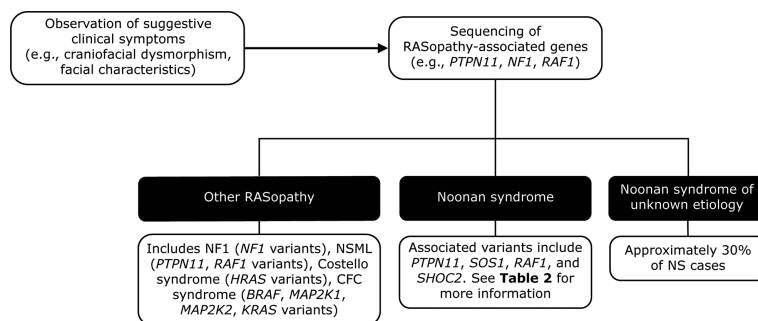 Observation of suggestive
clinical symptoms
(e.g., craniofacial dysmorphism,
facial characteristics)
Sequencing of
RASopathy-associated genes
(e.g., PTPN11, NF1, RAF1)
Other RASopathy
Includes NF1 (NF1 variants), NSML
(PTPN11, RAF1 variants), Costello
syndrome (HRAS variants), CFC
syndrome (BRAF, MAP2K1,
MAP2K2, KRAS variants)
Noonan syndrome
Associated variants include
PTPN11, SOS1, RAF1, and
SHOC2. See Table 2 for
more information
Noonan syndrome of
unknown etiology
Approximately 30%
of NS cases